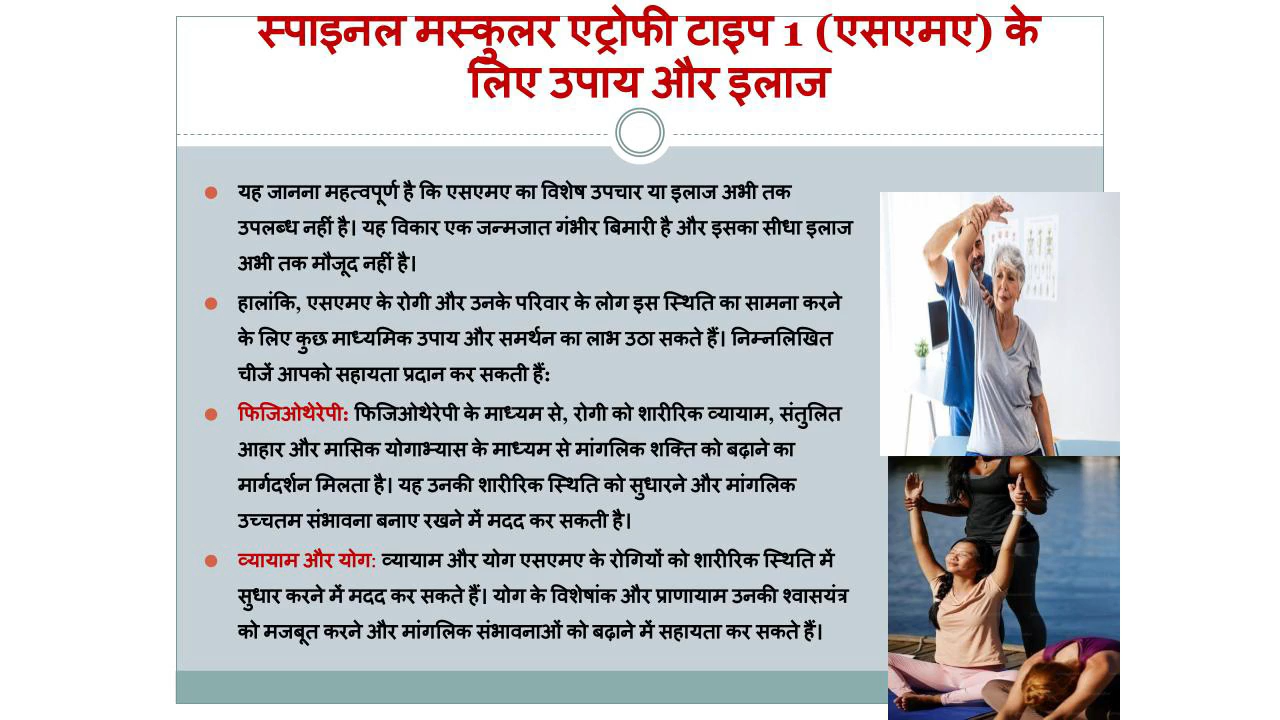 स्पाइनल मस्कुलर एट्रोफी टाइप 1 (एसएमए) के
लिए उपाय और इलाज
यह जानना महत्वपूर्ण है कि एसएमए का विशेष उपचार या इलाज अभी तक
उपलब्ध नहीं है। यह विकार एक जन्मजात गंभीर बिमारी है और इसका सीधा इलाज
अभी तक मौजूद नहीं है।
हालांकि, एसएमए के रोगी और उनके परिवार के लोग इस स्थिति का सामना करने
के लिए कुछ माध्यमिक उपाय और समर्थन का लाभ उठा सकते हैं। निम्नलिखित
चीजें आपको सहायता प्रदान कर सकती हैं:
फिजिओथेरेपी: फिजिओथेरेपी के माध्यम से, रोगी को शारीरिक व्यायाम, संतुलित
आहार और मासिक योगाभ्यास के माध्यम से मांगलिक शक्ति को बढ़ाने का
मार्गदर्शन मिलता है। यह उनकी शारीरिक स्थिति को सुधारने और मांगलिक
उच्चतम संभावना बनाए रखने में मदद कर सकती है।
व्यायाम और योग: व्यायाम और योग एसएमए के रोगियों को शारीरिक स्थिति में
सुधार करने में मदद कर सकते हैं। योग के विशेषांक और प्राणायाम उनकी श्वासयंत्र
को मजबूत करने और मांगलिक संभावनाओं को बढ़ाने में सहायता कर सकते हैं।